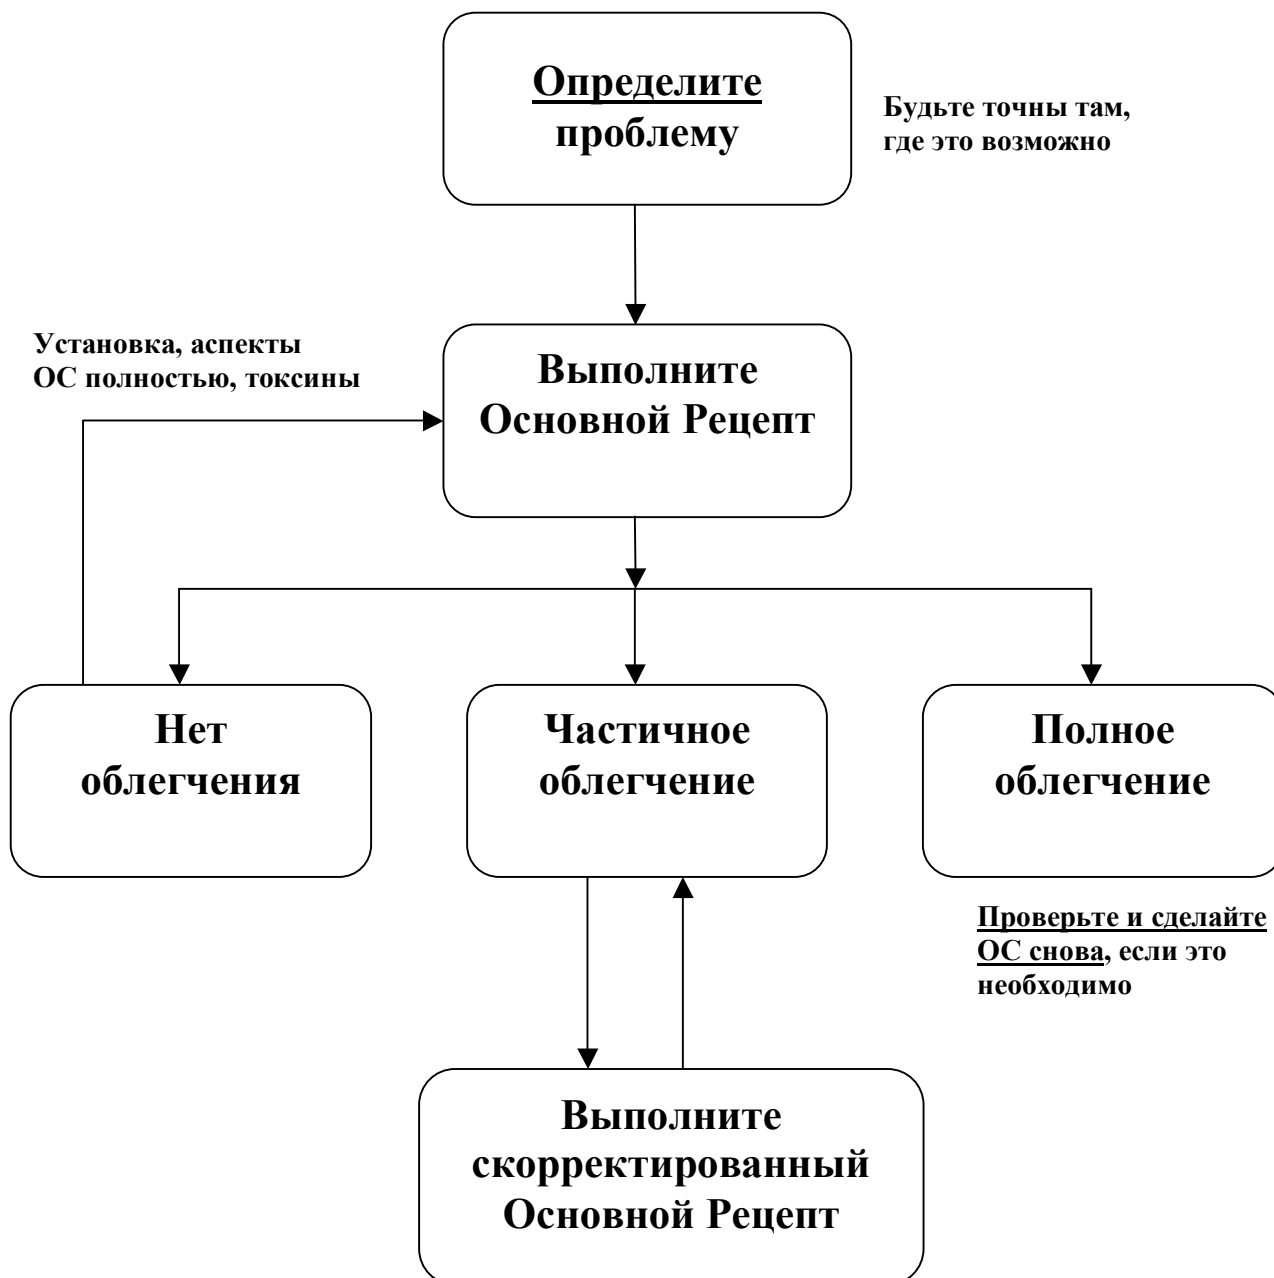 Определите
проблему
Будьте точны там,
где это возможно
Установка, аспекты
ОС полностью, токсины
Выполните
Основной Рецепт
Нет
облегчения
Частичное
облегчение
Полное
облегчение
Проверьте и сделайте
ОС снова, если это
необходимо
Выполните
скорректированный
Основной Рецепт